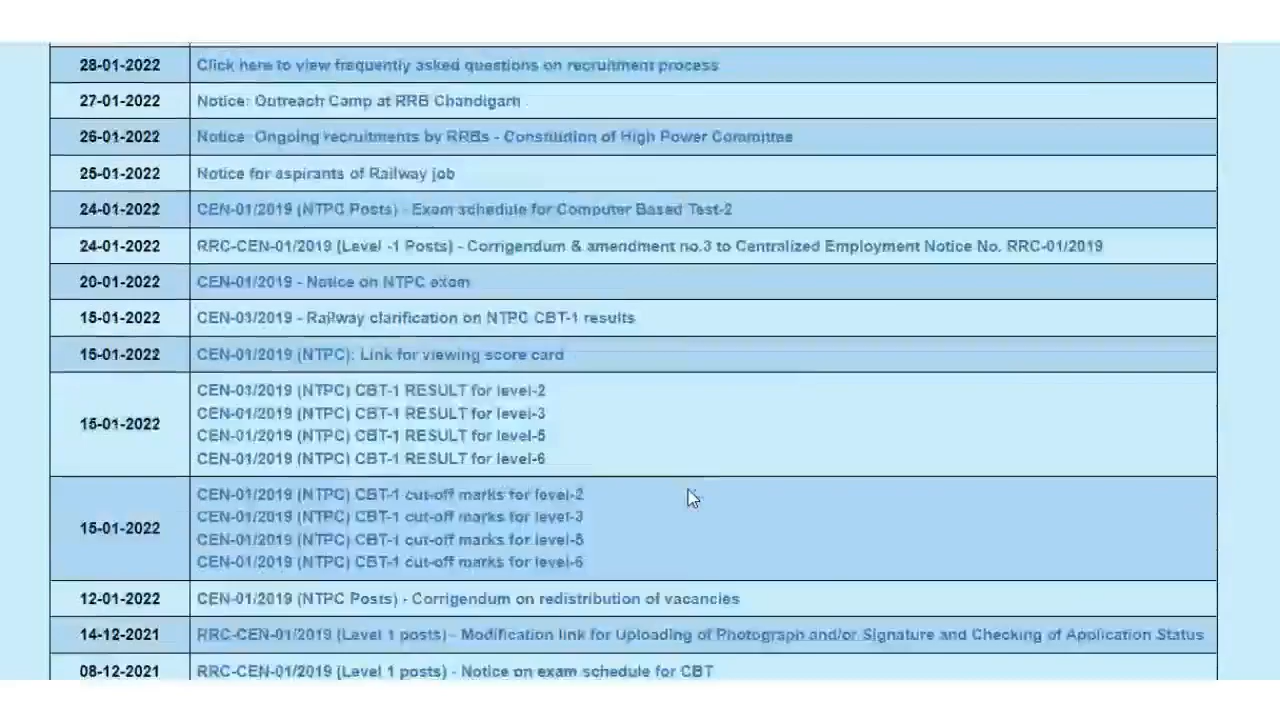 28-01-2022 Click here to view frequently asked questions on recruitment process
27-01-2022 Notice: Outreach Camp at RRB Chandigarh
26-01-2022 Notice: Ongoing recruitments by RRBs - Constitution of High Power Committee
25-01-2022 Notice for aspirants of Railway job
24-01-2022 CEN-01/2019 (NTPC Posts) - Exam schedule for Computer Based Test-2
24-01-2022 RRC-CEN-01/2019 (Level -1 Posts) - Corrigendum & amendment no.3 to Centralized Employment Notice No. RRC-01/2019
20-01-2022 CEN-01/2019 - Notice on NTPC exam
15-01-2022 CEN-01/2019 - Railway clarification on NTPC CBT-1 results
15-01-2022 CEN-01/2019 (NTPC): Link for viewing score card
15-01-2022
CEN-01/2019 (NTPC) CBT-1 RESULT for level-2
CEN-01/2019 (NTPC) CBT-1 RESULT for level-3
CEN-01/2019 (NTPC) CBT-1 RESULT for level-5
CEN-01/2019 (NTPC) CBT-1 RESULT for level-6
15-01-2022
CEN-01/2019 (NTPC) CBT-1 cut-off marks for level-2
CEN-01/2019 (NTPC) CBT-1 cut-off marks for level-3
CEN-01/2019 (NTPC) CBT-1 cut-off marks for level-5
CEN-01/2019 (NTPC) CBT-1 cut-off marks for level-6
12-01-2022 CEN-01/2019 (NTPC Posts) - Corrigendum on redistribution of vacancies
14-12-2021 RRC-CEN-01/2019 (Level 1 posts) - Modification link for Uploading of Photograph and/or Signature and Checking of Application Status
08-12-2021 RRC-CEN-01/2019 (Level 1 posts) - Notice on exam schedule for CBT